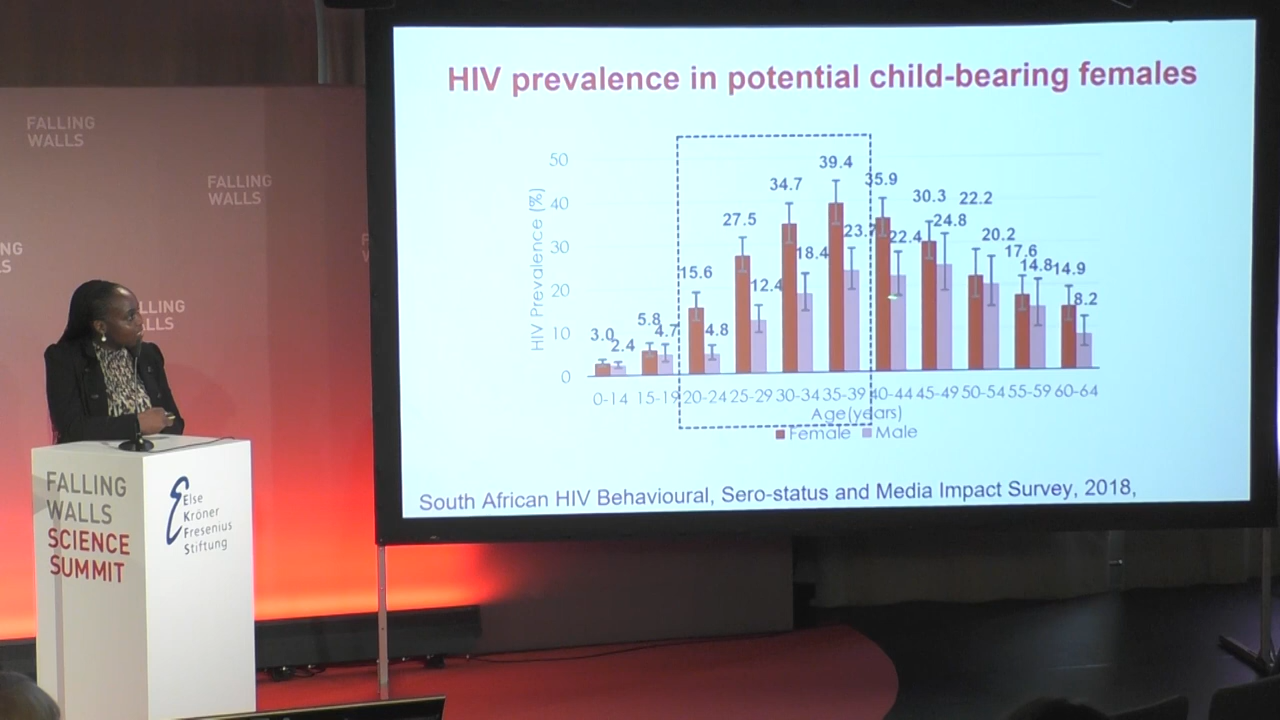 FALLING
WALLS
FALLING
WALLS
NG
S
LLING
LLS
FALLING
WALLS
SCIENCE
SUMMIT
Else
Kröner
Fresenius
Stiftung
HIV prevalence in potential child-bearing females
HIV Prevalence (%)
50
40
30
20
10
0
3.0
2.4
5.8
4.7
15.6
4.8
27.5
12.4
34.7
18.4
39.4
23.7
35.9
22.4
30.3
24.8
22.2
20.2
17.6
14.8
14.9
8.2
0-14 15-19 20-24 25-29 30-34 35-39 40-44 45-49 50-54 55-59 60-64
Age(years)
Female Male
South African HIV Behavioural, Sero-status and Media Impact Survey, 2018,